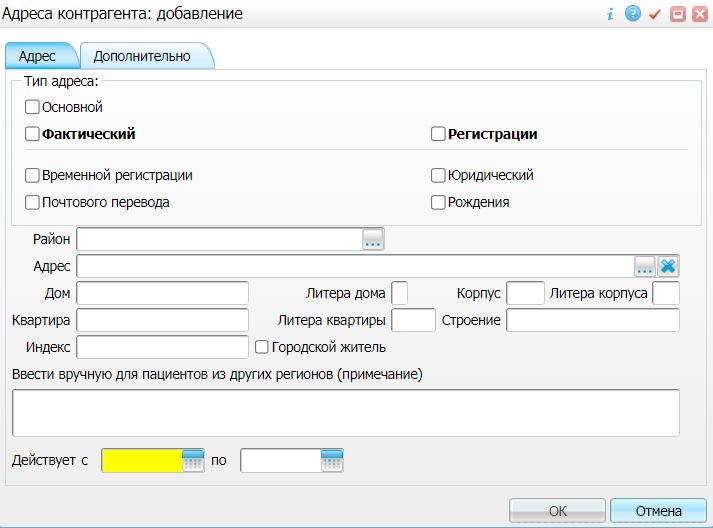 Адреса контрагента: добавление
Адрес Дополнительно
Тип адреса:
Основной
Фактический Регистрации
Временной регистрации Юридический
Почтового перевода Рождения
Район ...
Адрес ...
Дом Литера дома Корпус Литера корпуса
Квартира Литера квартиры Строение
Индекс Городской житель
Ввести вручную для пациентов из других регионов (примечание)
Действует с по
ОК Отмена